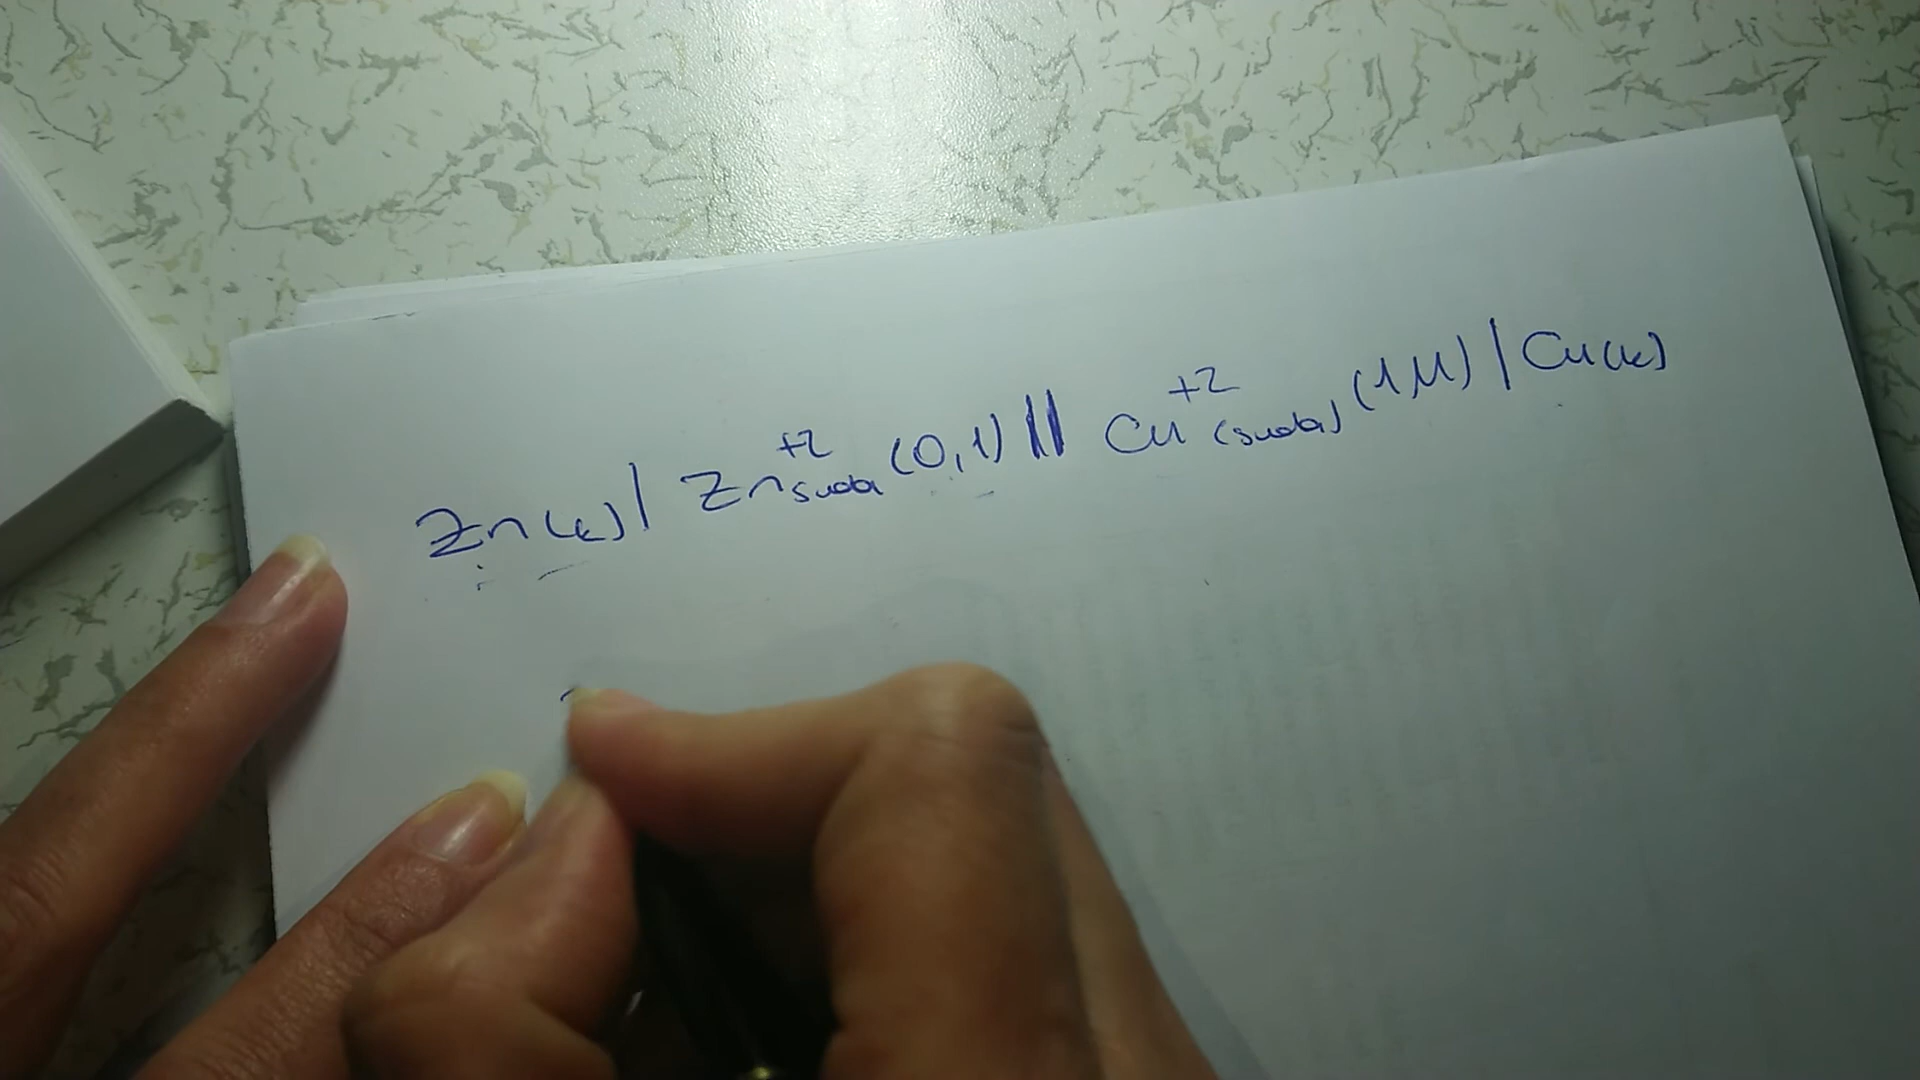 Zn(k) | Zn⁺²suda (0,1) || Cu⁺²(suda) (1M) | Cu(k)